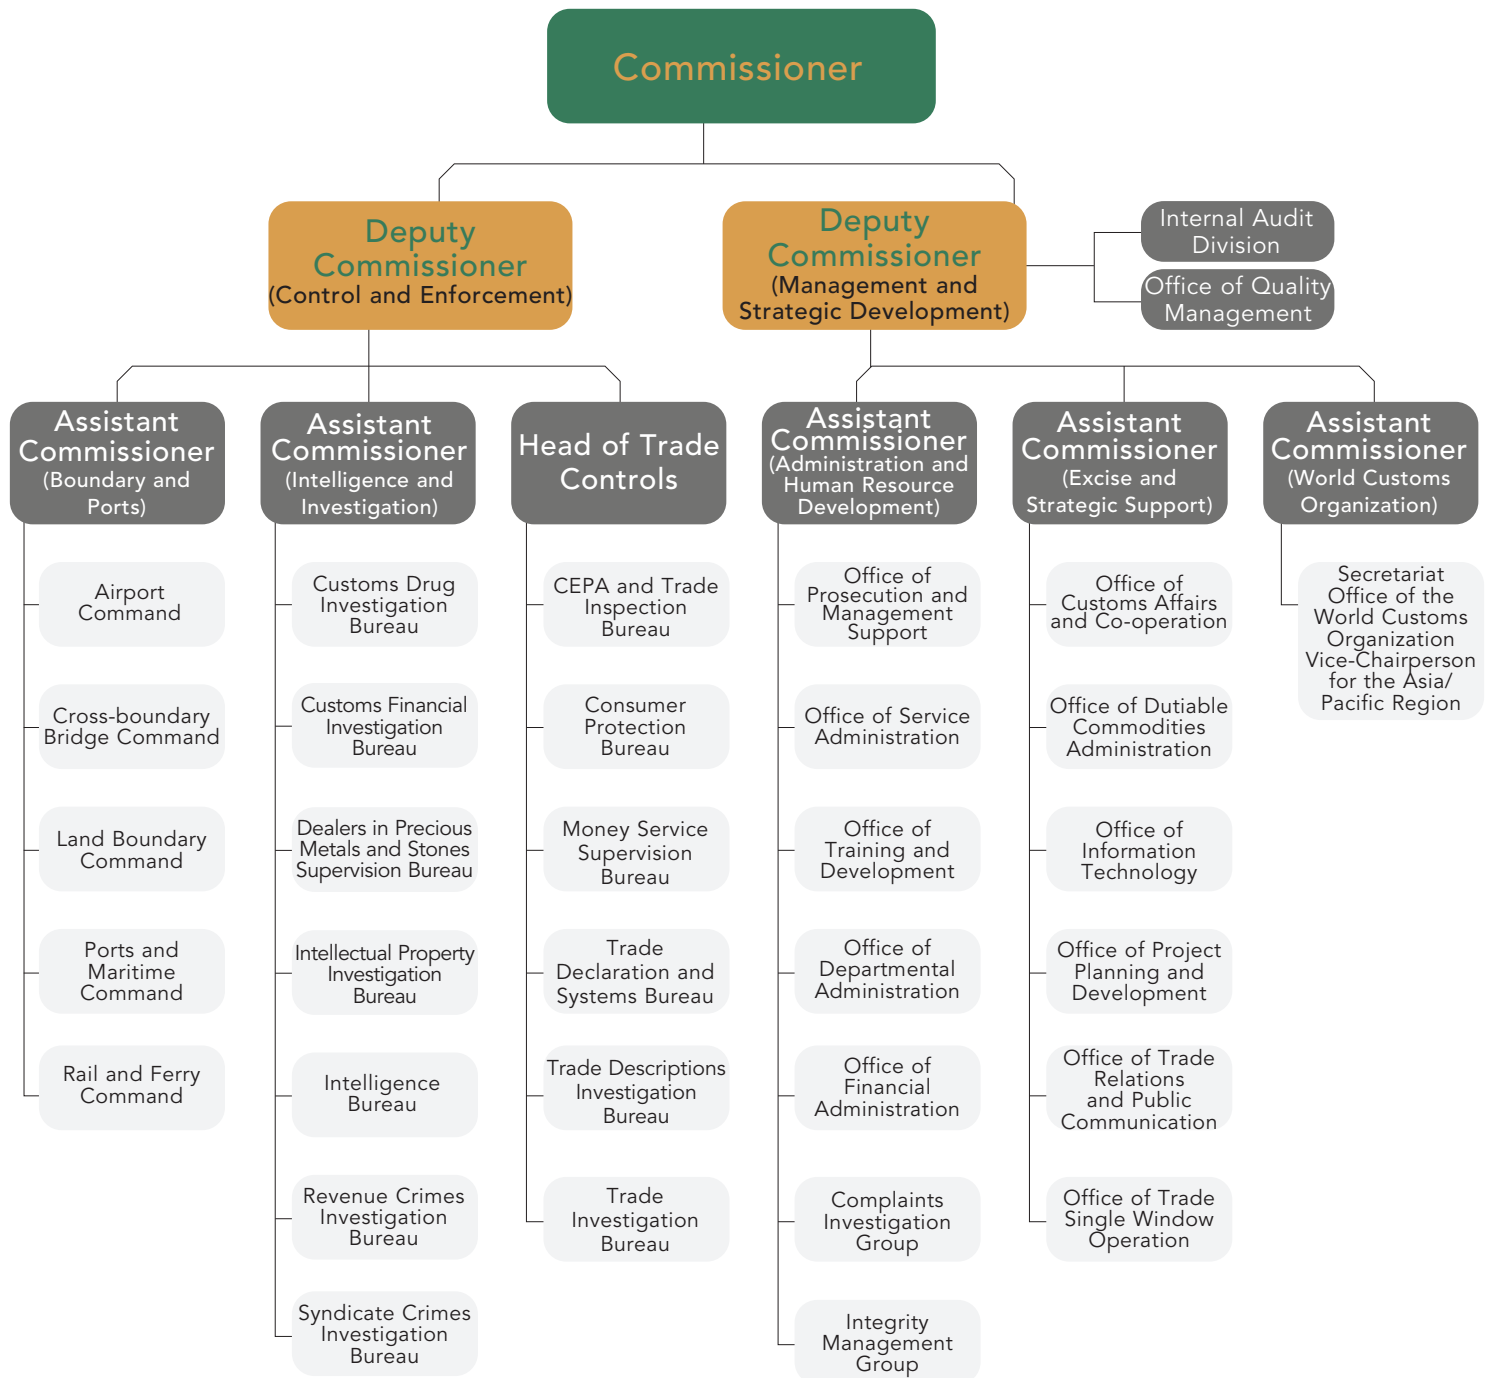 Commissioner
Deputy
Commissioner
(Control and Enforcement)
Deputy
Commissioner
(Management and
Strategic Development)
Internal Audit
Division
Office of Quality
Management
Assistant
Commissioner
(Boundary and
Ports)
Airport
Command
Cross-boundary
Bridge Command
Land Boundary
Command
Ports and
Maritime
Command
Rail and Ferry
Command
Assistant
Commissioner
(Intelligence and
Investigation)
Customs Drug
Investigation
Bureau
Customs Financial
Investigation
Bureau
Dealers in Precious
Metals and Stones
Supervision Bureau
Intellectual Property
Investigation
Bureau
Intelligence
Bureau
Revenue Crimes
Investigation
Bureau
Syndicate Crimes
Investigation
Bureau
Head of Trade
Controls
CEPA and Trade
Inspection
Bureau
Consumer
Protection
Bureau
Money Service
Supervision
Bureau
Trade
Declaration and
Systems Bureau
Trade Descriptions
Investigation
Bureau
Trade
Investigation
Bureau
Assistant
Commissioner
(Administration and
Human Resource
Development)
Office of
Prosecution and
Management
Support
Office of Service
Administration
Office of
Training and
Development
Office of
Departmental
Administration
Office of
Financial
Administration
Complaints
Investigation
Group
Integrity
Management
Group
Assistant
Commissioner
(Excise and
Strategic Support)
Office of
Customs Affairs
and Co-operation
Office of Dutiable
Commodities
Administration
Office of
Information
Technology
Office of Project
Planning and
Development
Office of Trade
Relations
and Public
Communication
Office of Trade
Single Window
Operation
Assistant
Commissioner
(World Customs
Organization)
Secretariat
Office of the
World Customs
Organization
Vice-Chairperson
for the Asia/
Pacific Region